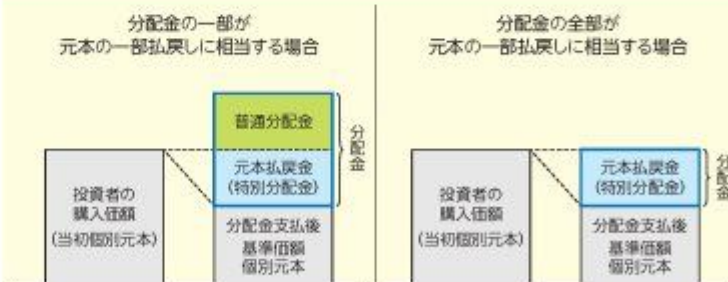 分配金の一部が
元本の一部払戻しに相当する場合
普通分配金
元本払戻金
(特別分配金)
分配金
投資者の
購入価額
(当初個別元本)
分配金支払後
基準価額
個別元本
分配金の全部が
元本の一部払戻しに相当する場合
元本払戻金
(特別分配金)
分配金
投資者の
購入価額
(当初個別元本)
分配金支払後
基準価額
個別元本